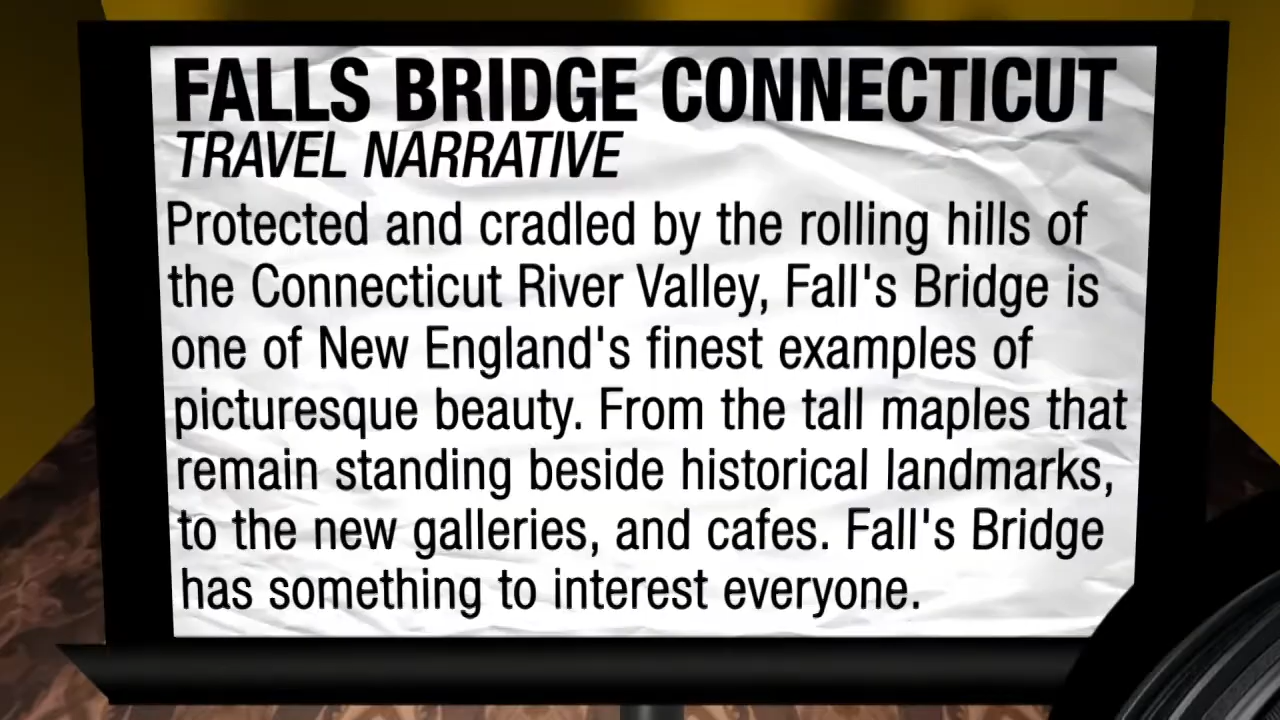 FALLS BRIDGE CONNECTICUT
TRAVEL NARRATIVE
Protected and cradled by the rolling hills of
the Connecticut River Valley, Fall's Bridge is
one of New England's finest examples of
picturesque beauty. From the tall maples that
remain standing beside historical landmarks,
to the new galleries, and cafes. Fall's Bridge
has something to interest everyone.